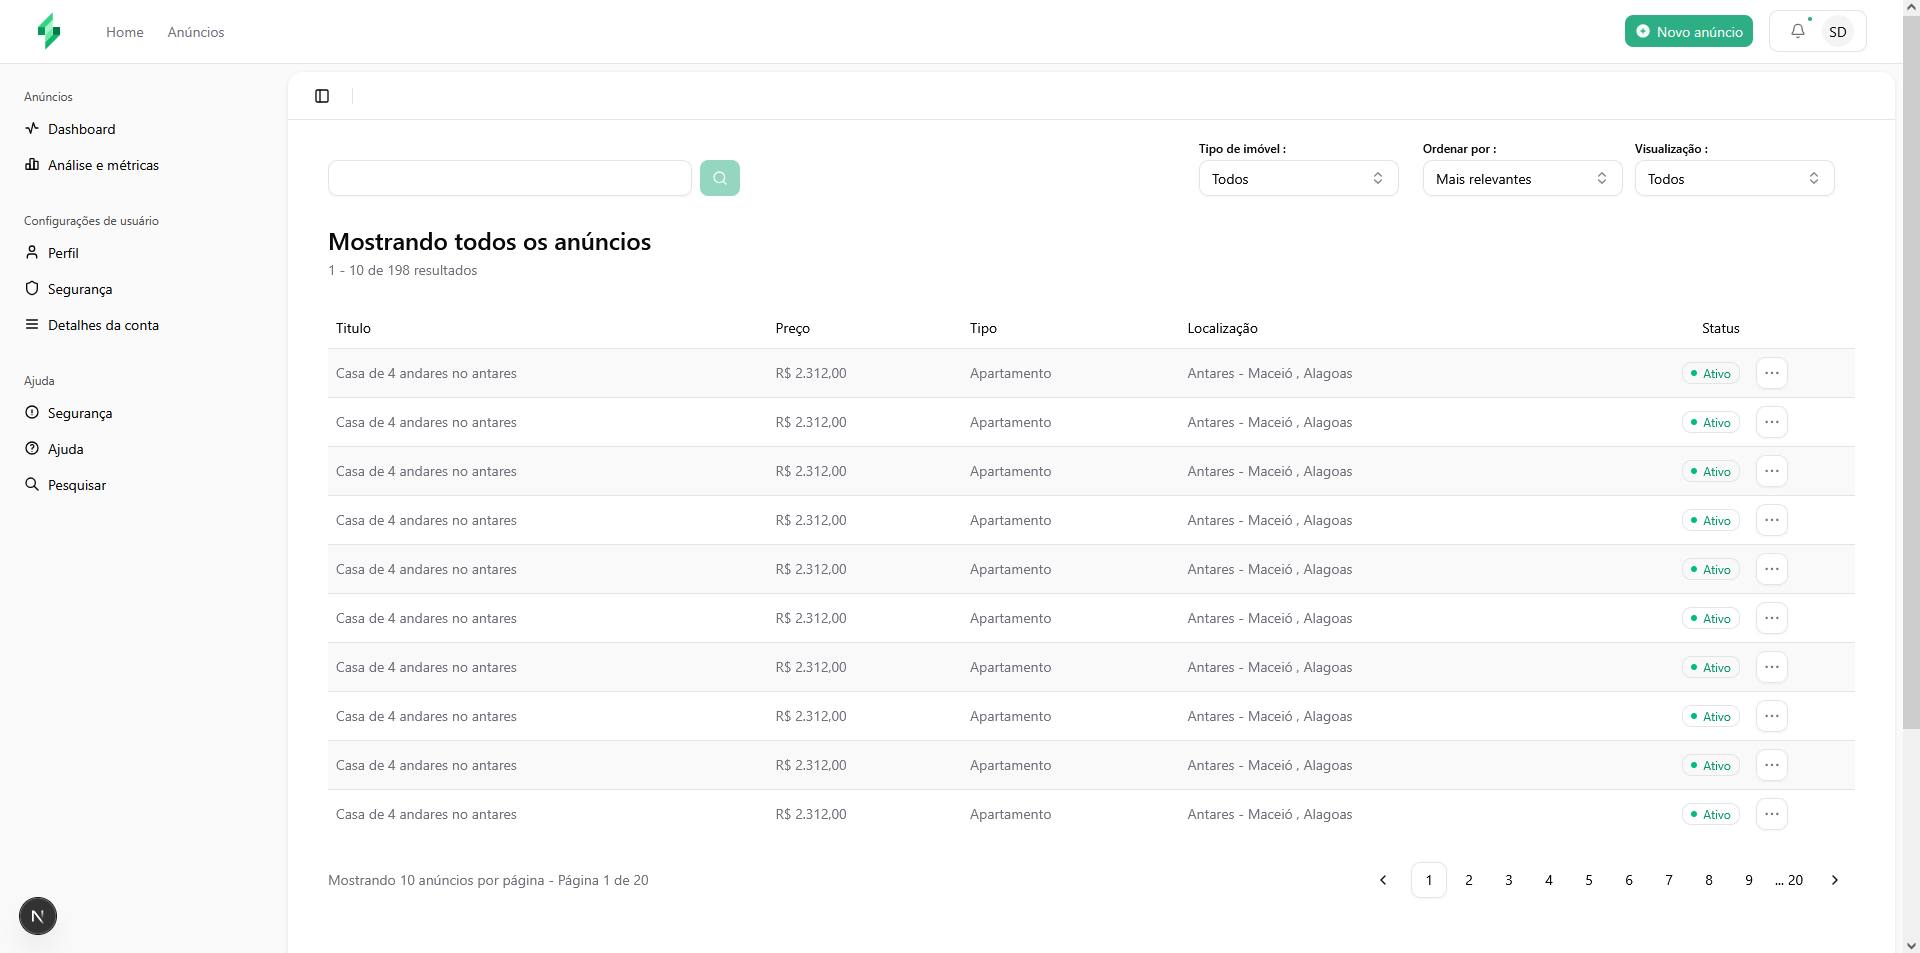 Home Anúncios Novo anúncio SD
Anúncios
Dashboard
Análise e métricas
Configurações de usuário
Perfil
Segurança
Detalhes da conta
Ajuda
Segurança
Ajuda
Pesquisar
Tipo de imóvel : Ordenar por : Visualização :
Todos Mais relevantes Todos
Mostrando todos os anúncios
1 - 10 de 198 resultados
Titulo Preço Tipo Localização Status
Casa de 4 andares no antares R$ 2.312,00 Apartamento Antares - Maceió , Alagoas Ativo
Casa de 4 andares no antares R$ 2.312,00 Apartamento Antares - Maceió , Alagoas Ativo
Casa de 4 andares no antares R$ 2.312,00 Apartamento Antares - Maceió , Alagoas Ativo
Casa de 4 andares no antares R$ 2.312,00 Apartamento Antares - Maceió , Alagoas Ativo
Casa de 4 andares no antares R$ 2.312,00 Apartamento Antares - Maceió , Alagoas Ativo
Casa de 4 andares no antares R$ 2.312,00 Apartamento Antares - Maceió , Alagoas Ativo
Casa de 4 andares no antares R$ 2.312,00 Apartamento Antares - Maceió , Alagoas Ativo
Casa de 4 andares no antares R$ 2.312,00 Apartamento Antares - Maceió , Alagoas Ativo
Casa de 4 andares no antares R$ 2.312,00 Apartamento Antares - Maceió , Alagoas Ativo
Casa de 4 andares no antares R$ 2.312,00 Apartamento Antares - Maceió , Alagoas Ativo
Mostrando 10 anúncios por página - Página 1 de 20
1 2 3 4 5 6 7 8 9 ... 20
N